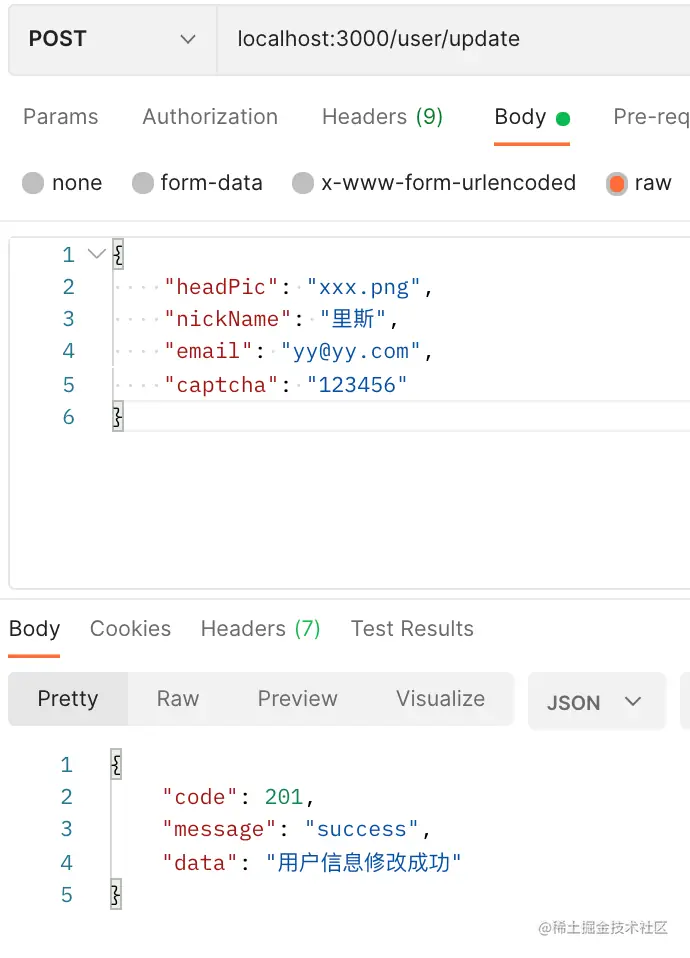 POST localhost:3000/user/update
Params Authorization Headers (9) Body Pre-req
none form-data x-www-form-urlencoded raw
1 {
2 "headPic": "xxx.png",
3 "nickName": "里斯",
4 "email": "yy@yy.com",
5 "captcha": "123456"
6 }
Body Cookies Headers (7) Test Results
Pretty Raw Preview Visualize JSON
1 {
2 "code": 201,
3 "message": "success",
4 "data": "用户信息修改成功"
5 }
@稀土掘金技术社区